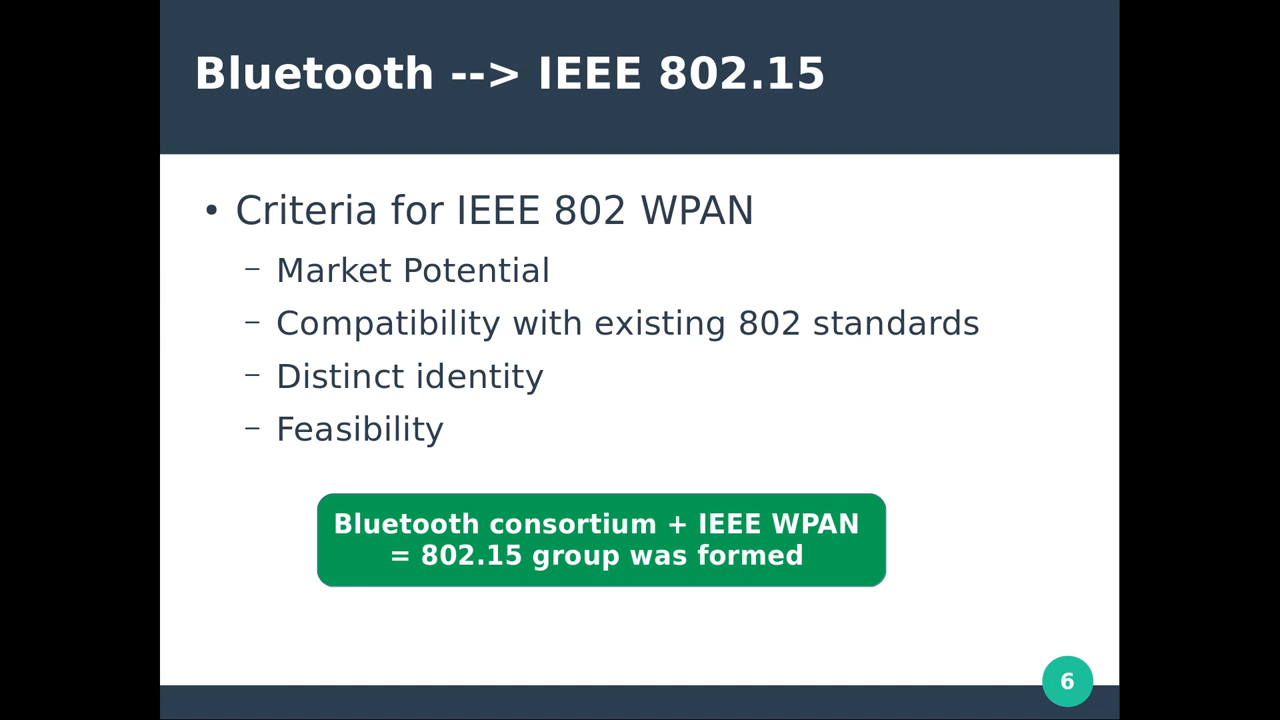 Bluetooth --> IEEE 802.15
• Criteria for IEEE 802 WPAN
– Market Potential
– Compatibility with existing 802 standards
– Distinct identity
– Feasibility
Bluetooth consortium + IEEE WPAN
= 802.15 group was formed
6